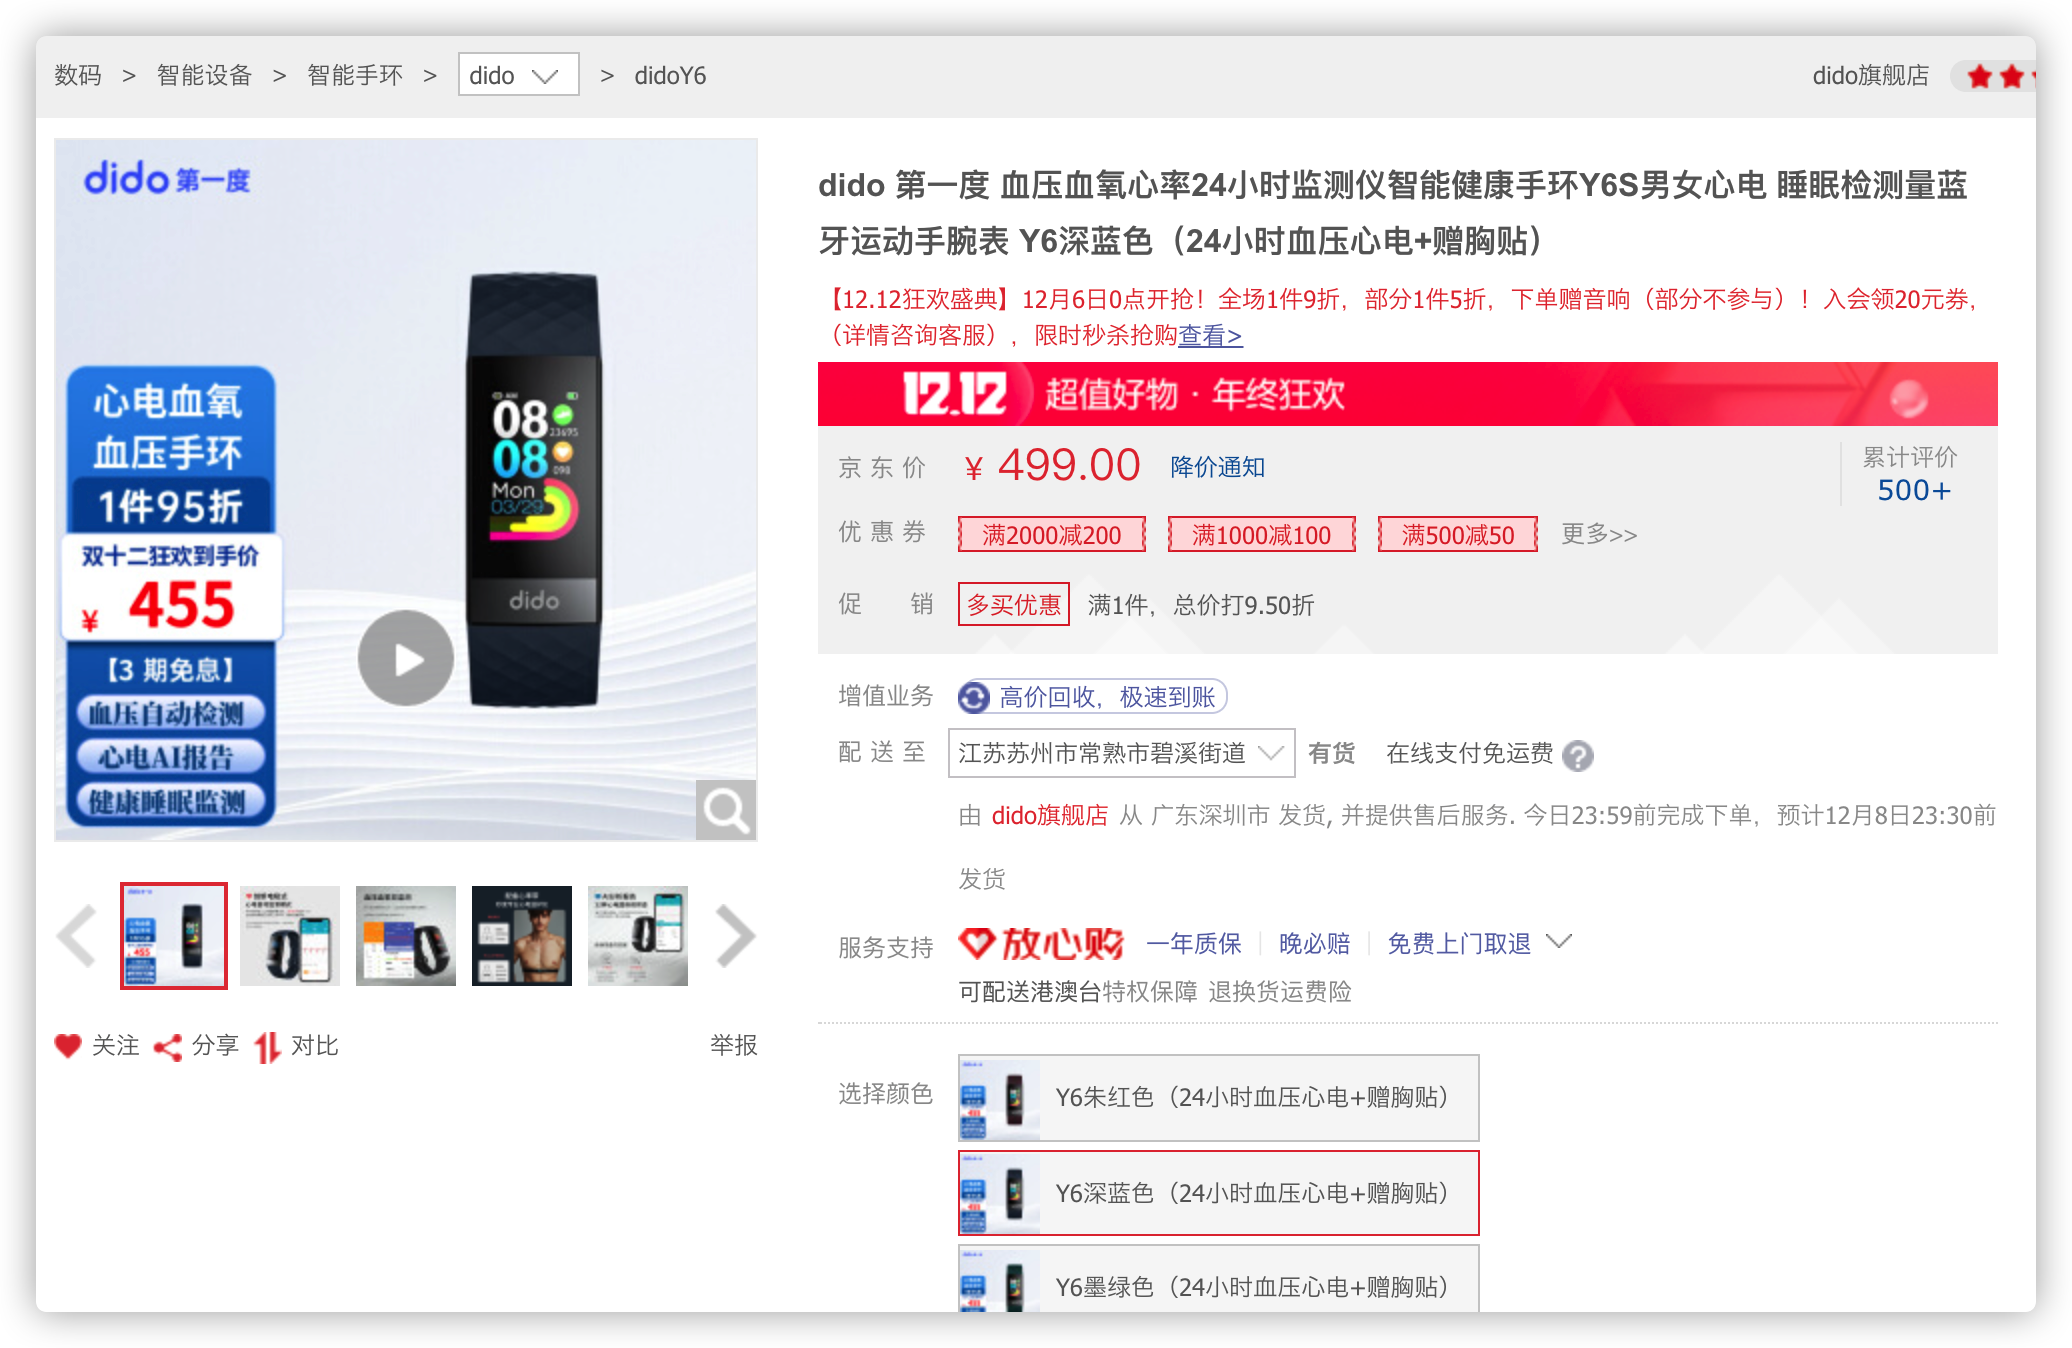 数码 > 智能设备 > 智能手环 > dido > didoY6
dido旗舰店
dido 第一度
心电血氧
血压手环
1件95折
双十二狂欢到手价
¥ 455
【3 期免息】
血压自动检测
心电AI报告
健康睡眠监测
08
08
Mon
03/29
dido
关注 分享 对比
举报
dido 第一度 血压血氧心率24小时监测仪智能健康手环Y6S男女心电 睡眠检测量蓝
牙运动手腕表 Y6深蓝色（24小时血压心电+赠胸贴）
【12.12狂欢盛典】12月6日0点开抢！全场1件9折，部分1件5折，下单赠音响（部分不参与）！入会领20元券，
（详情咨询客服），限时秒杀抢购查看>
12.12 超值好物 · 年终狂欢
京东价 ¥ 499.00 降价通知
累计评价
500+
优惠券 满2000减200 满1000减100 满500减50 更多>>
促销 多买优惠 满1件，总价打9.50折
增值业务 高价回收，极速到账
配送至 江苏苏州市常熟市碧溪街道 有货 在线支付免运费 ?
由 dido旗舰店 从 广东深圳市 发货, 并提供售后服务. 今日23:59前完成下单，预计12月8日23:30前
发货
服务支持 放心购 一年质保 晚必赔 免费上门取退
可配送港澳台特权保障 退换货运费险
选择颜色
Y6朱红色（24小时血压心电+赠胸贴）
Y6深蓝色（24小时血压心电+赠胸贴）
Y6墨绿色（24小时血压心电+赠胸贴）